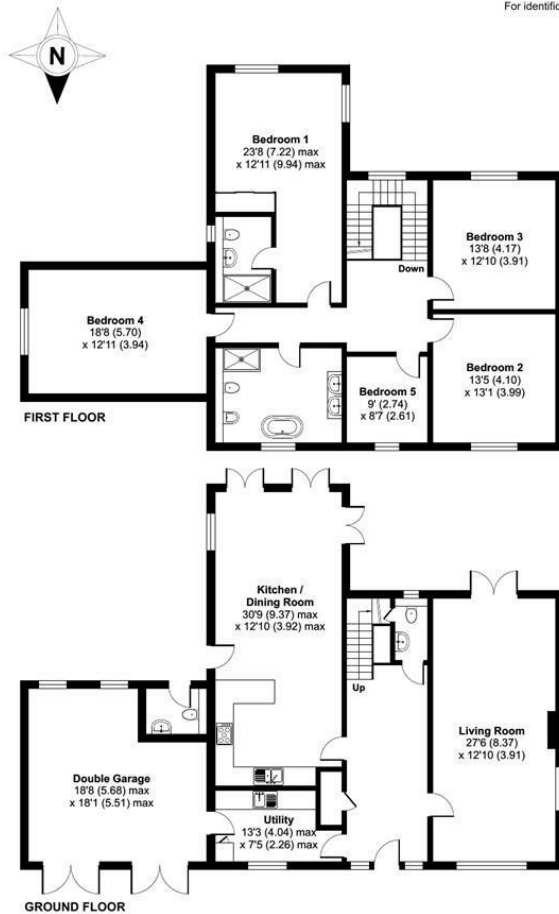 For identific
N
Bedroom 1
23'8 (7.22) max
x 12'11 (9.94) max
Bedroom 3
13'8 (4.17)
x 12'10 (3.91)
Down
Bedroom 4
18'8 (5.70)
x 12'11 (3.94)
Bedroom 2
13'5 (4.10)
x 13'1 (3.99)
Bedroom 5
9' (2.74)
x 8'7 (2.61)
FIRST FLOOR
Kitchen /
Dining Room
30'9 (9.37) max
x 12'10 (3.92) max
Up
Living Room
27'6 (8.37)
x 12'10 (3.91)
Double Garage
18'8 (5.68) max
x 18'1 (5.51) max
Utility
13'3 (4.04) max
x 7'5 (2.26) max
GROUND FLOOR